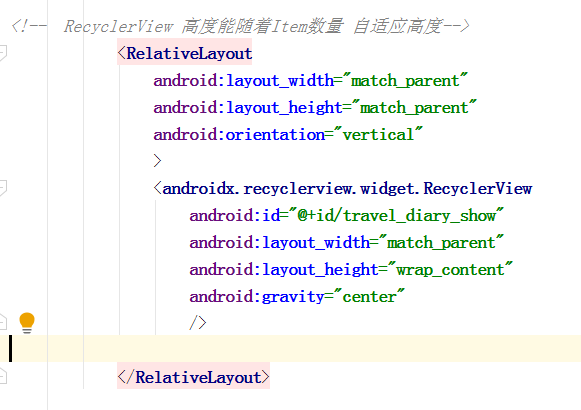 <!-- RecyclerView 高度能随着Item数量 自适应高度-->
<RelativeLayout
android:layout_width="match_parent"
android:layout_height="match_parent"
android:orientation="vertical"
>
<androidx.recyclerview.widget.RecyclerView
android:id="@+id/travel_diary_show"
android:layout_width="match_parent"
android:layout_height="wrap_content"
android:gravity="center"
/>
</RelativeLayout>